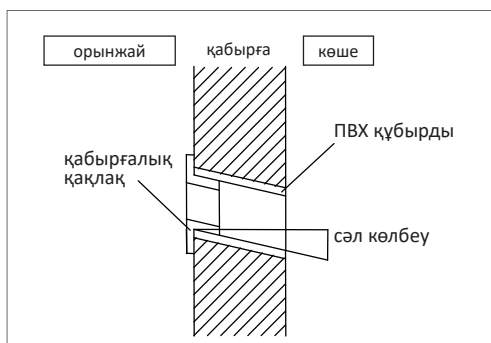 орынжай
қабырға
көше
ПВХ құбырды
қабырғалық
қақлақ
сәл көлбеу